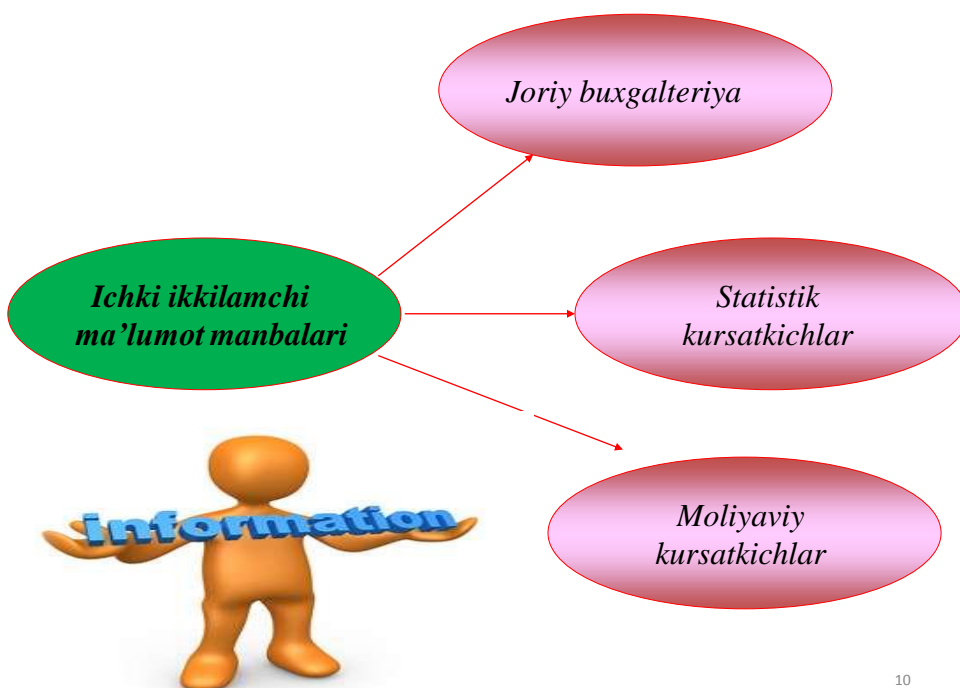 Joriy buxgalteriya
Ichki ikkilamchi
ma’lumot manbalari
Statistik
kursatkichlar
Moliyaviy
kursatkichlar
information
10